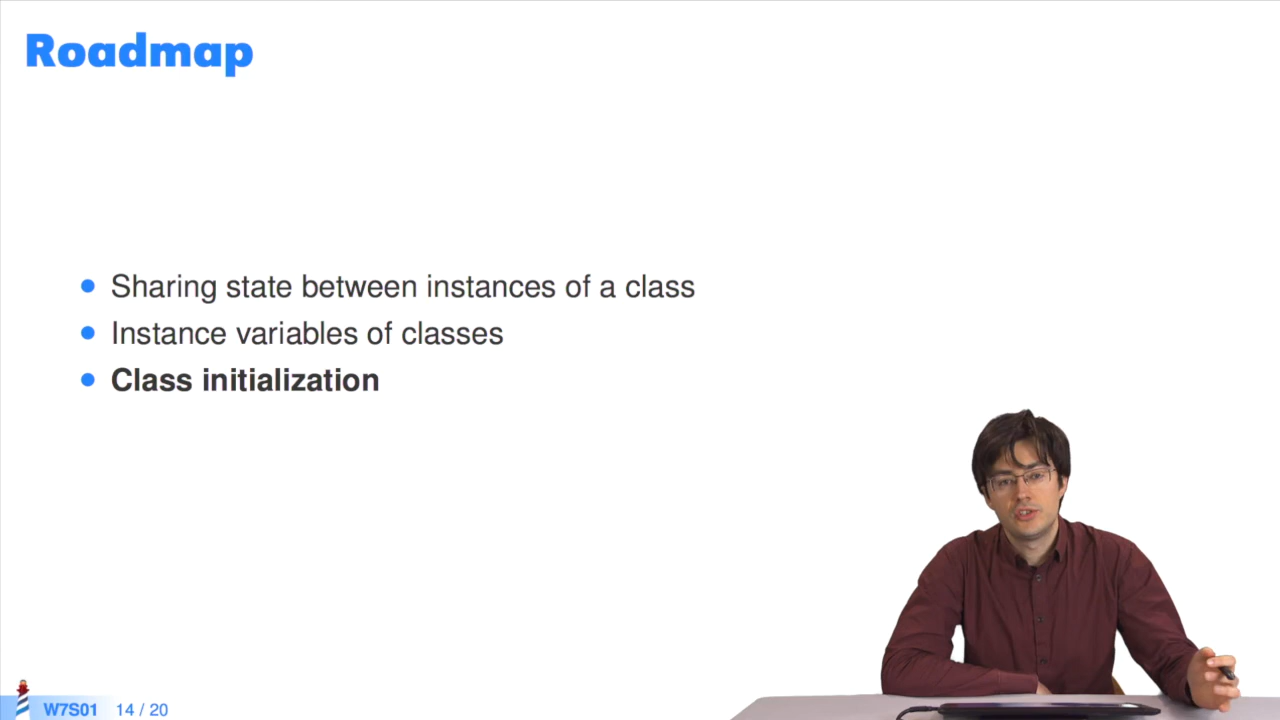 Roadmap
Sharing state between instances of a class
Instance variables of classes
Class initialization
W7S01 14 / 20